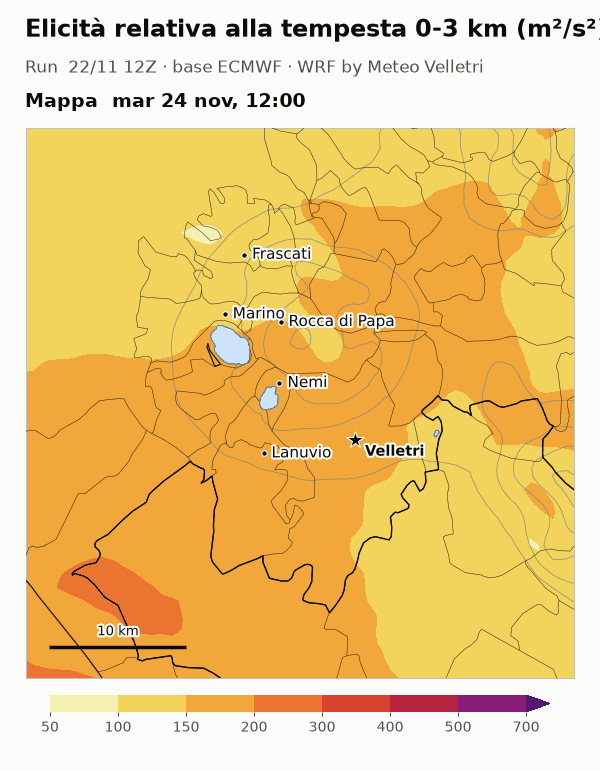 Elicità relativa alla tempesta 0-3 km (m²/s²)
Run 22/11 12Z · base ECMWF · WRF by Meteo Velletri
Mappa mar 24 nov, 12:00
Frascati
Marino
Rocca di Papa
Nemi
Velletri
Lanuvio
10 km
50 100 150 200 300 400 500 700